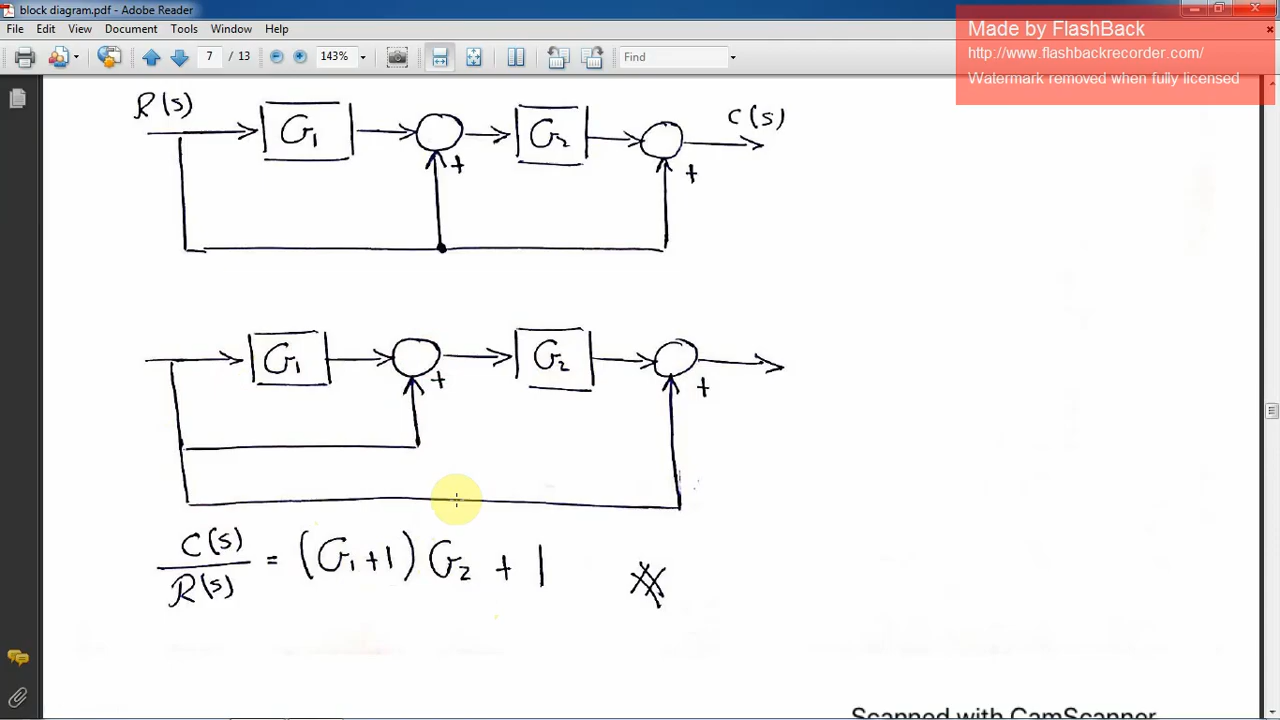 block diagram.pdf - Adobe Reader
File Edit View Document Tools Window Help
7 / 13 143% Find
Made by FlashBack
http://www.flashbackrecorder.com/
Watermark removed when fully licensed
R(s) G1 + G2 + C(s)
G1 + G2 +
C(s)/R(s) = (G1+1) G2 + 1
Scanned with CamScanner